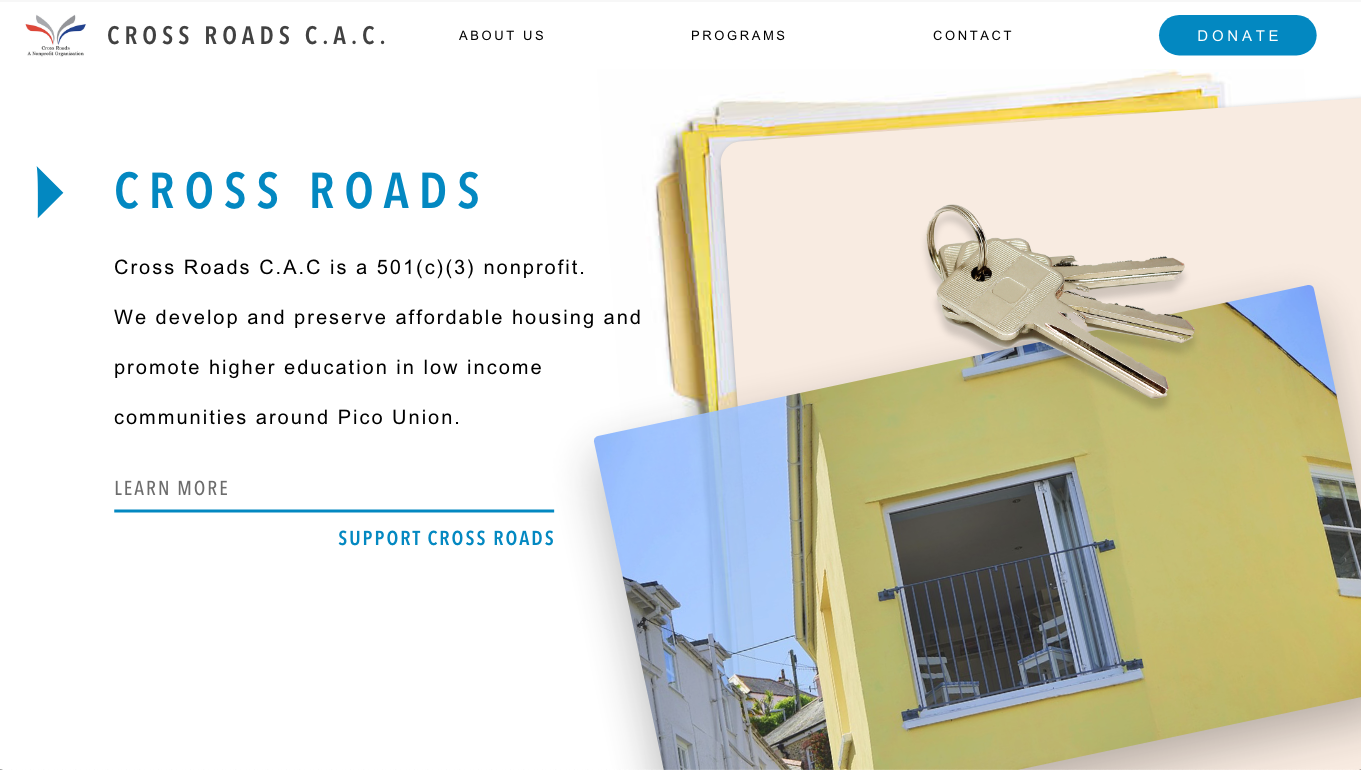 Cross Roads
A Nonprofit Organization
CROSS ROADS C.A.C.
ABOUT US
PROGRAMS
CONTACT
DONATE
CROSS ROADS
Cross Roads C.A.C is a 501(c)(3) nonprofit.
We develop and preserve affordable housing and
promote higher education in low income
communities around Pico Union.
LEARN MORE
SUPPORT CROSS ROADS